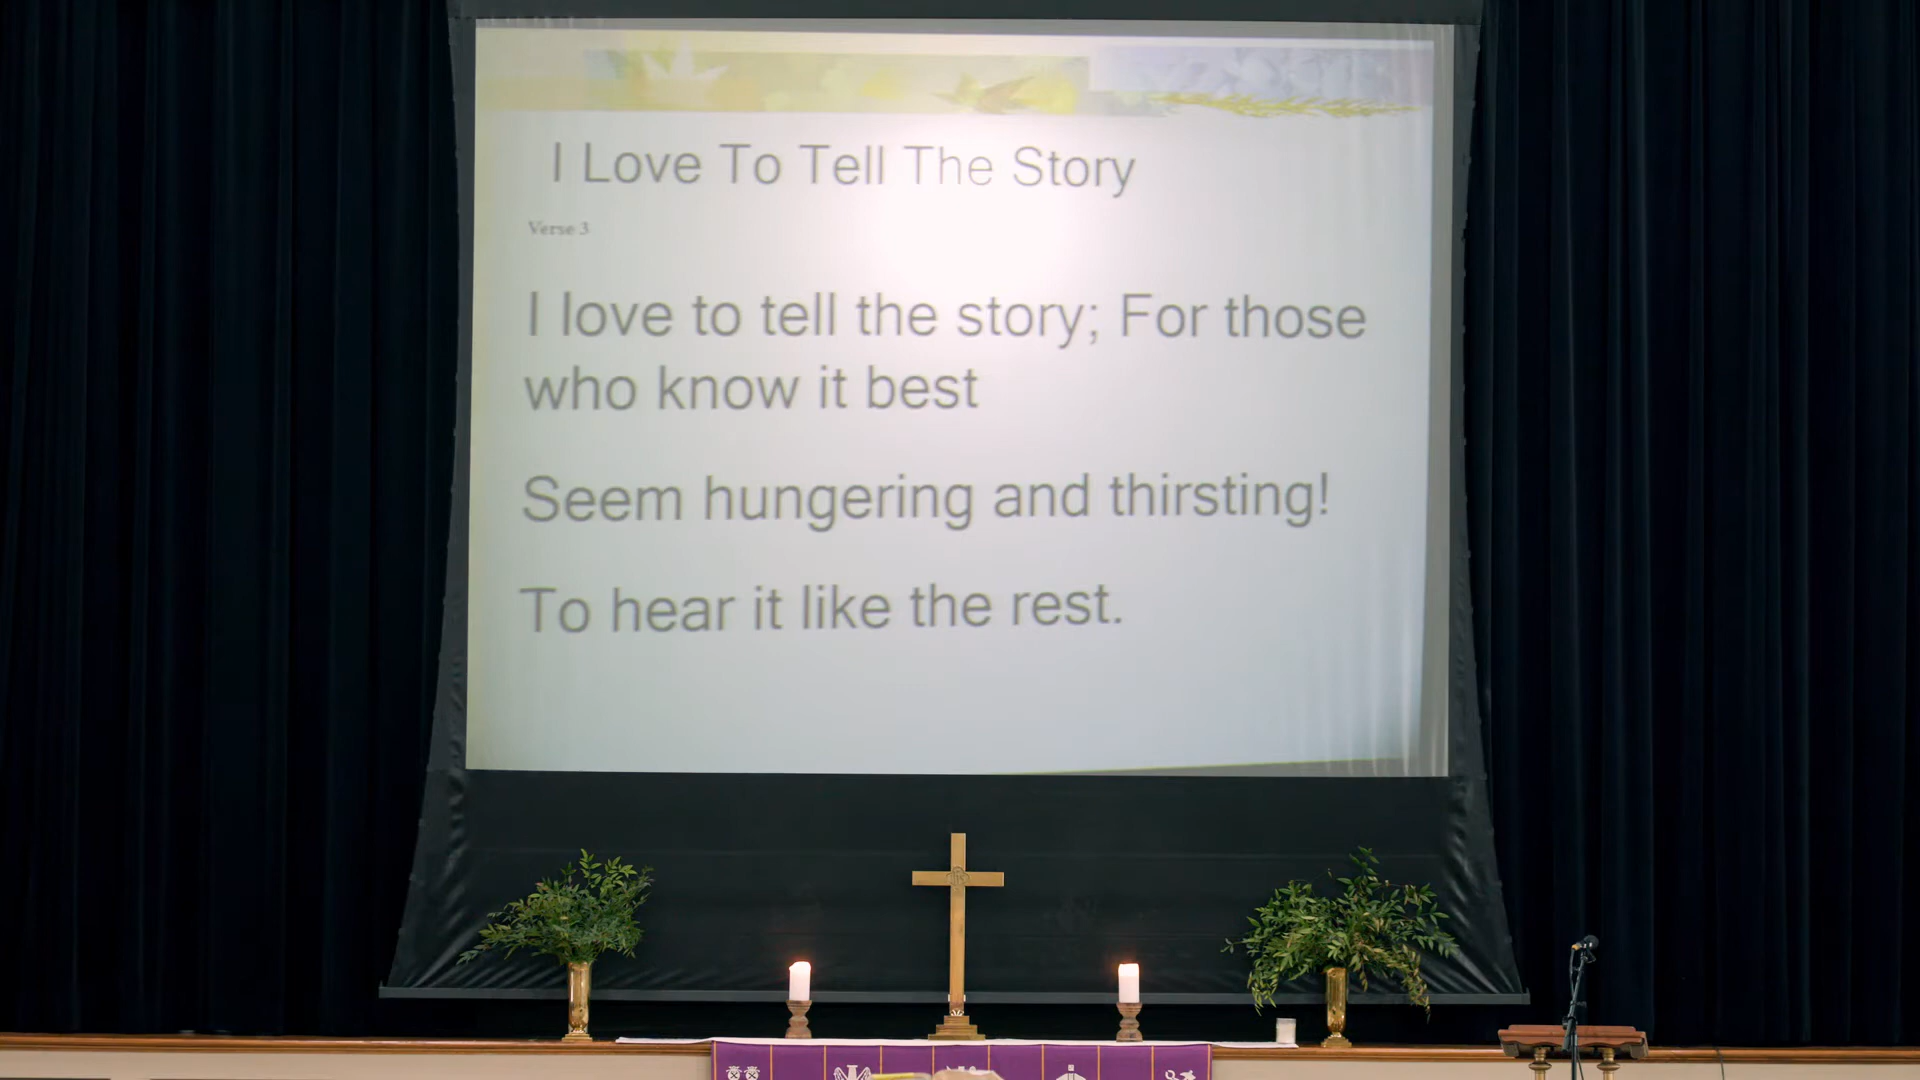 I Love To Tell The Story
Verse 3
I love to tell the story; For those
who know it best
Seem hungering and thirsting!
To hear it like the rest.